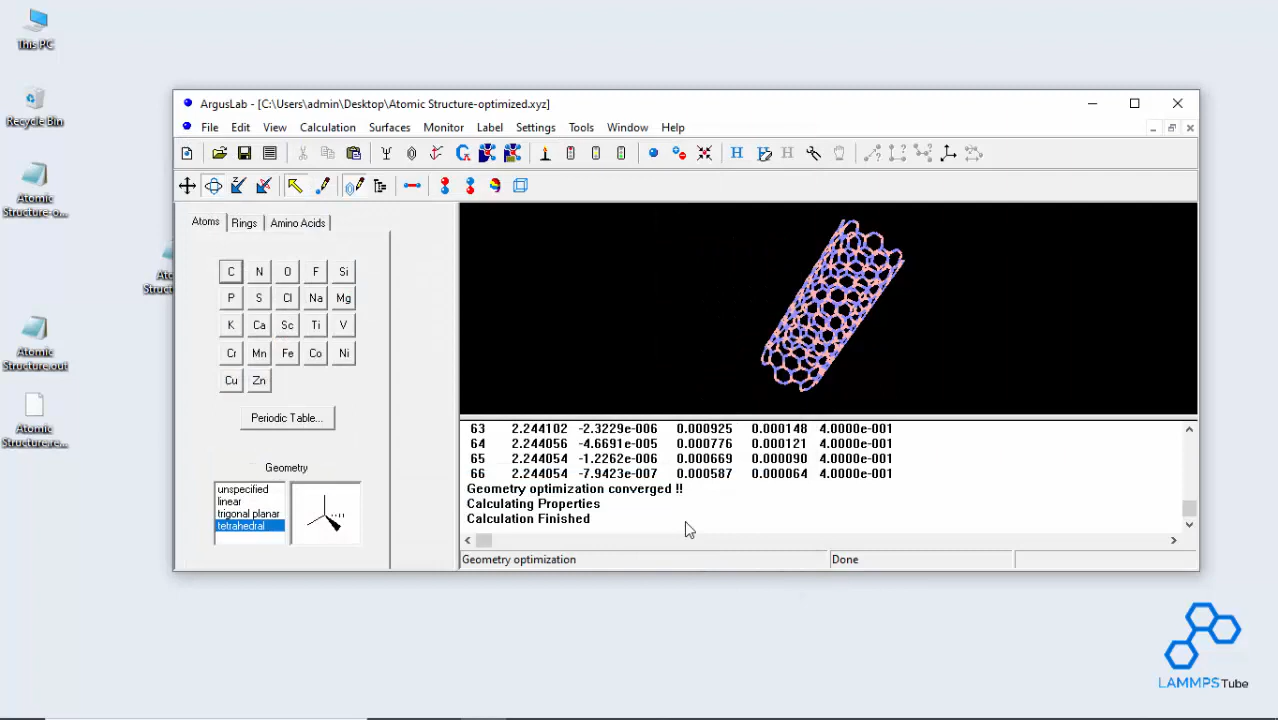 This PC
Recycle Bin
Atomic
Structure-o...
Atomic
Structure.out
Atomic
Structure.re...
ArgusLab - [C:\Users\admin\Desktop\Atomic Structure-optimized.xyz]
File Edit View Calculation Surfaces Monitor Label Settings Tools Window Help
Atoms Rings Amino Acids
C N O F Si
P S Cl Na Mg
K Ca Sc Ti V
Cr Mn Fe Co Ni
Cu Zn
Periodic Table...
Geometry
unspecified
linear
trigonal planar
tetrahedral
63 2.244102 -2.3229e-006 0.000925 0.000148 4.0000e-001
64 2.244056 -4.6691e-005 0.000776 0.000121 4.0000e-001
65 2.244054 -1.2262e-006 0.000669 0.000090 4.0000e-001
66 2.244054 -7.9423e-007 0.000587 0.000064 4.0000e-001
Geometry optimization converged !!
Calculating Properties
Calculation Finished
Geometry optimization Done
LAMMPSTube